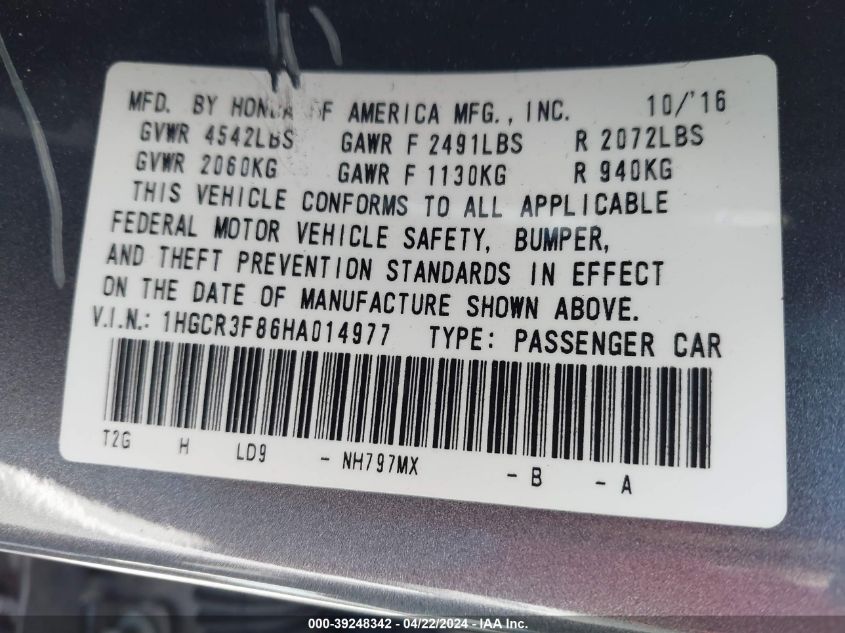 MFD. BY HONDA OF AMERICA MFG., INC. 10/'16
GVWR 4542LBS GAWR F 2491LBS R 2072LBS
GVWR 2060KG GAWR F 1130KG R 940KG
THIS VEHICLE CONFORMS TO ALL APPLICABLE
FEDERAL MOTOR VEHICLE SAFETY, BUMPER,
AND THEFT PREVENTION STANDARDS IN EFFECT
ON THE DATE OF MANUFACTURE SHOWN ABOVE.
V.I.N.: 1HGCR3F86HA014977 TYPE: PASSENGER CAR
T2G H LD9 - NH797MX - B - A
000-39248342 - 04/22/2024 - IAA Inc.